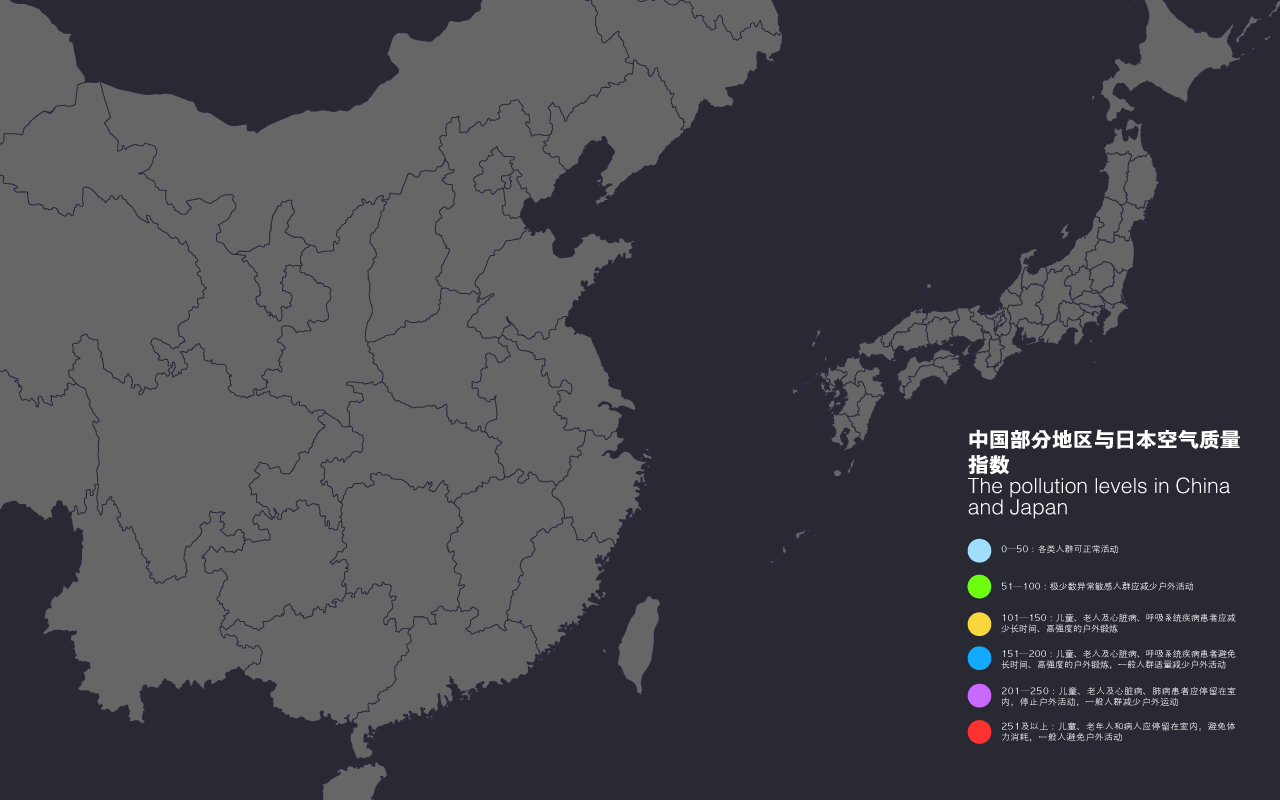 中国部分地区与日本空气质量
指数
The pollution levels in China
and Japan
0—50：各类人群可正常活动
51—100：极少数异常敏感人群应减少户外活动
101—150：儿童、老人及心脏病、呼吸系统疾病患者应减
少长时间、高强度的户外锻炼
151—200：儿童、老人及心脏病、呼吸系统疾病患者避免
长时间、高强度的户外锻炼，一般人群适量减少户外活动
201—250：儿童、老人及心脏病、肺病患者应停留在室
内，停止户外活动，一般人群减少户外运动
251及以上：儿童、老年人和病人应停留在室内，避免体
力消耗，一般人避免户外活动